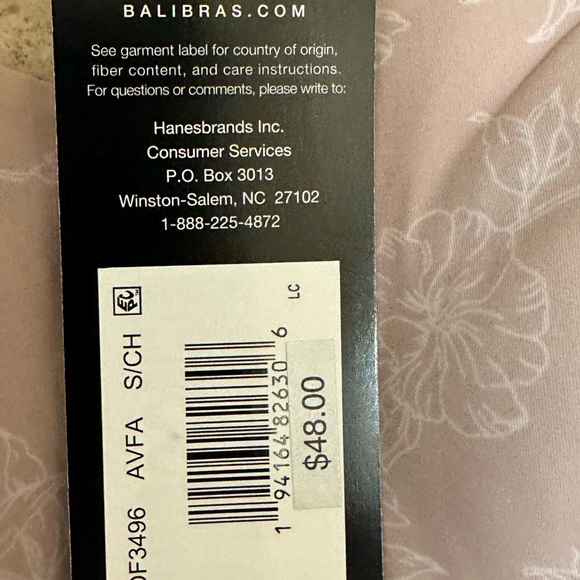 BALIBRAS.COM
See garment label for country of origin,
fiber content, and care instructions.
For questions or comments, please write to:
Hanesbrands Inc.
Consumer Services
P.O. Box 3013
Winston-Salem, NC 27102
1-888-225-4872
DF3496 AVFA S/CH
1 94164 82630 6
LC
$48.00